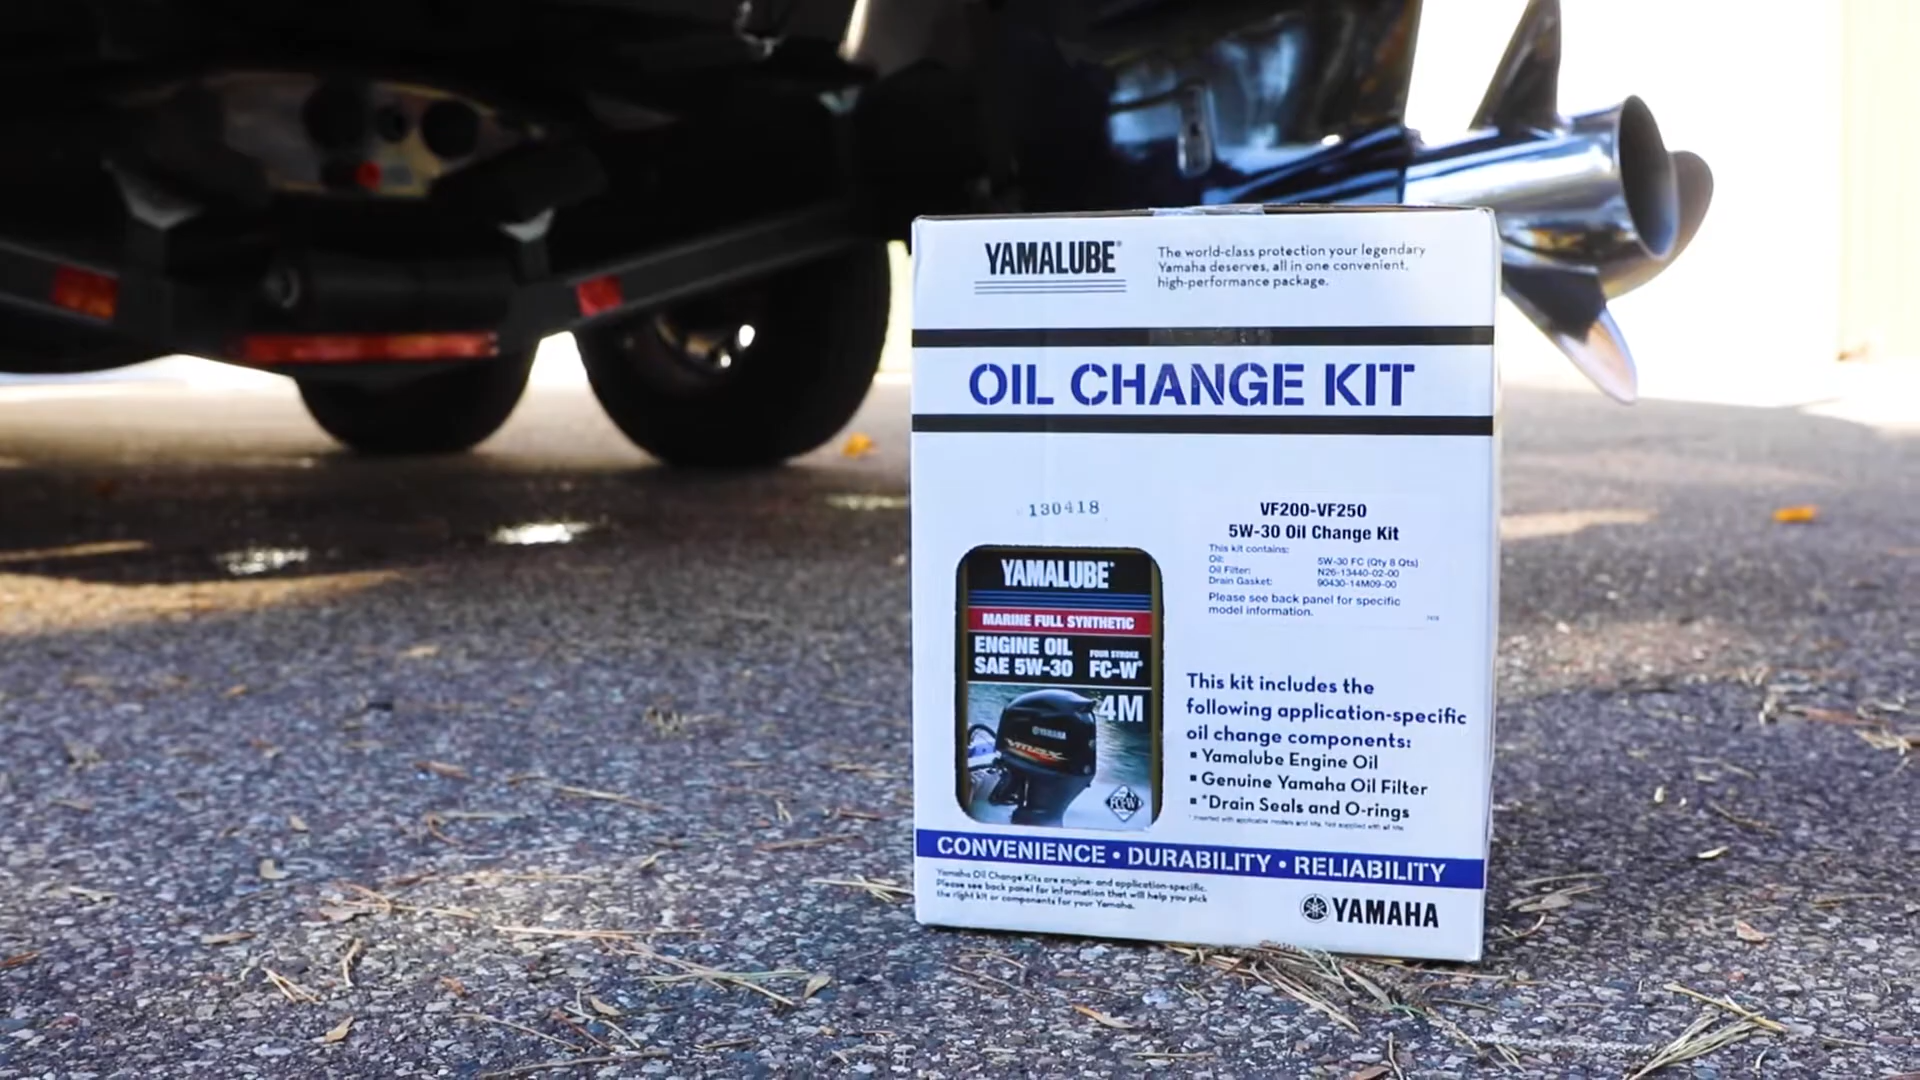 YAMALUBE®
The world-class protection your legendary
Yamaha deserves, all in one convenient,
high-performance package.
OIL CHANGE KIT
130418
VF200-VF250
5W-30 Oil Change Kit
This kit contains:
Oil: 5W-30 FC (Qty 8 Qts)
Oil Filter: N26-13440-02-00
Drain Gasket: 90430-14M09-00
Please see back panel for specific
model information.
YAMALUBE®
MARINE FULL SYNTHETIC
ENGINE OIL FOUR STROKE
SAE 5W-30 FC-W®
4M
YAMAHA
VMAX
FC-W
This kit includes the
following application-specific
oil change components:
▪ Yamalube Engine Oil
▪ Genuine Yamaha Oil Filter
▪ *Drain Seals and O-rings
CONVENIENCE • DURABILITY • RELIABILITY
Yamaha Oil Change Kits are engine- and application-specific.
Please see back panel for information that will help you pick
the right kit or components for your Yamaha.
YAMAHA